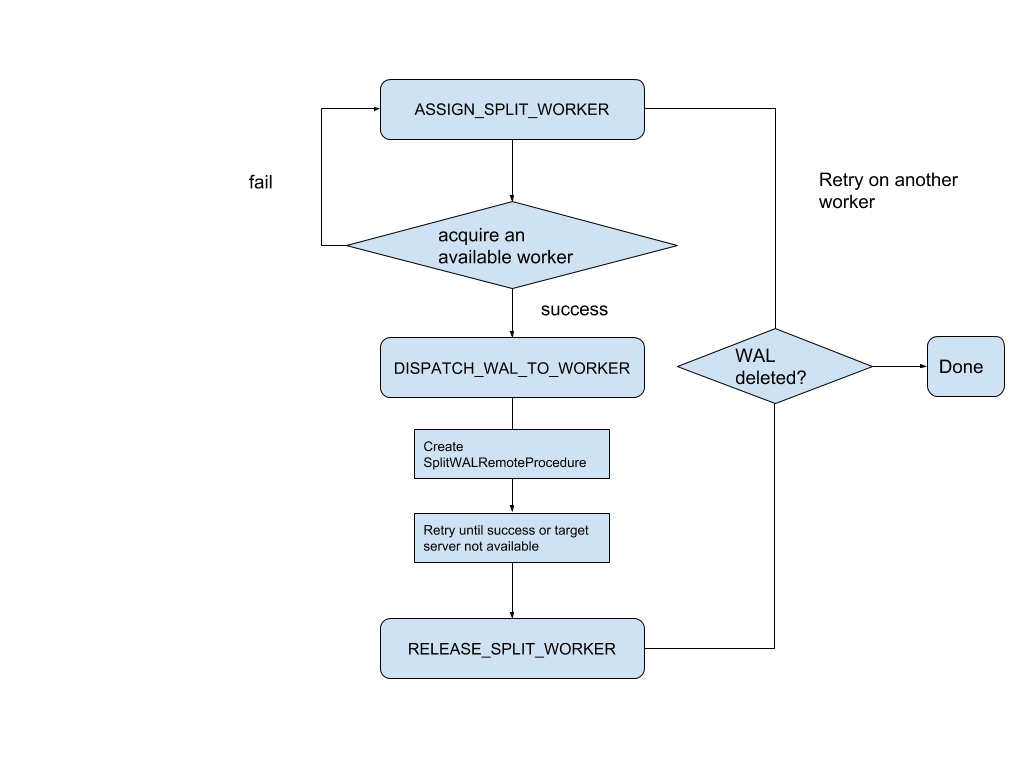 ASSIGN_SPLIT_WORKER
fail
Retry on another
worker
acquire an
available worker
success
WAL
deleted?
Done
DISPATCH_WAL_TO_WORKER
Create
SplitWALRemoteProcedure
Retry until success or target
server not available
RELEASE_SPLIT_WORKER